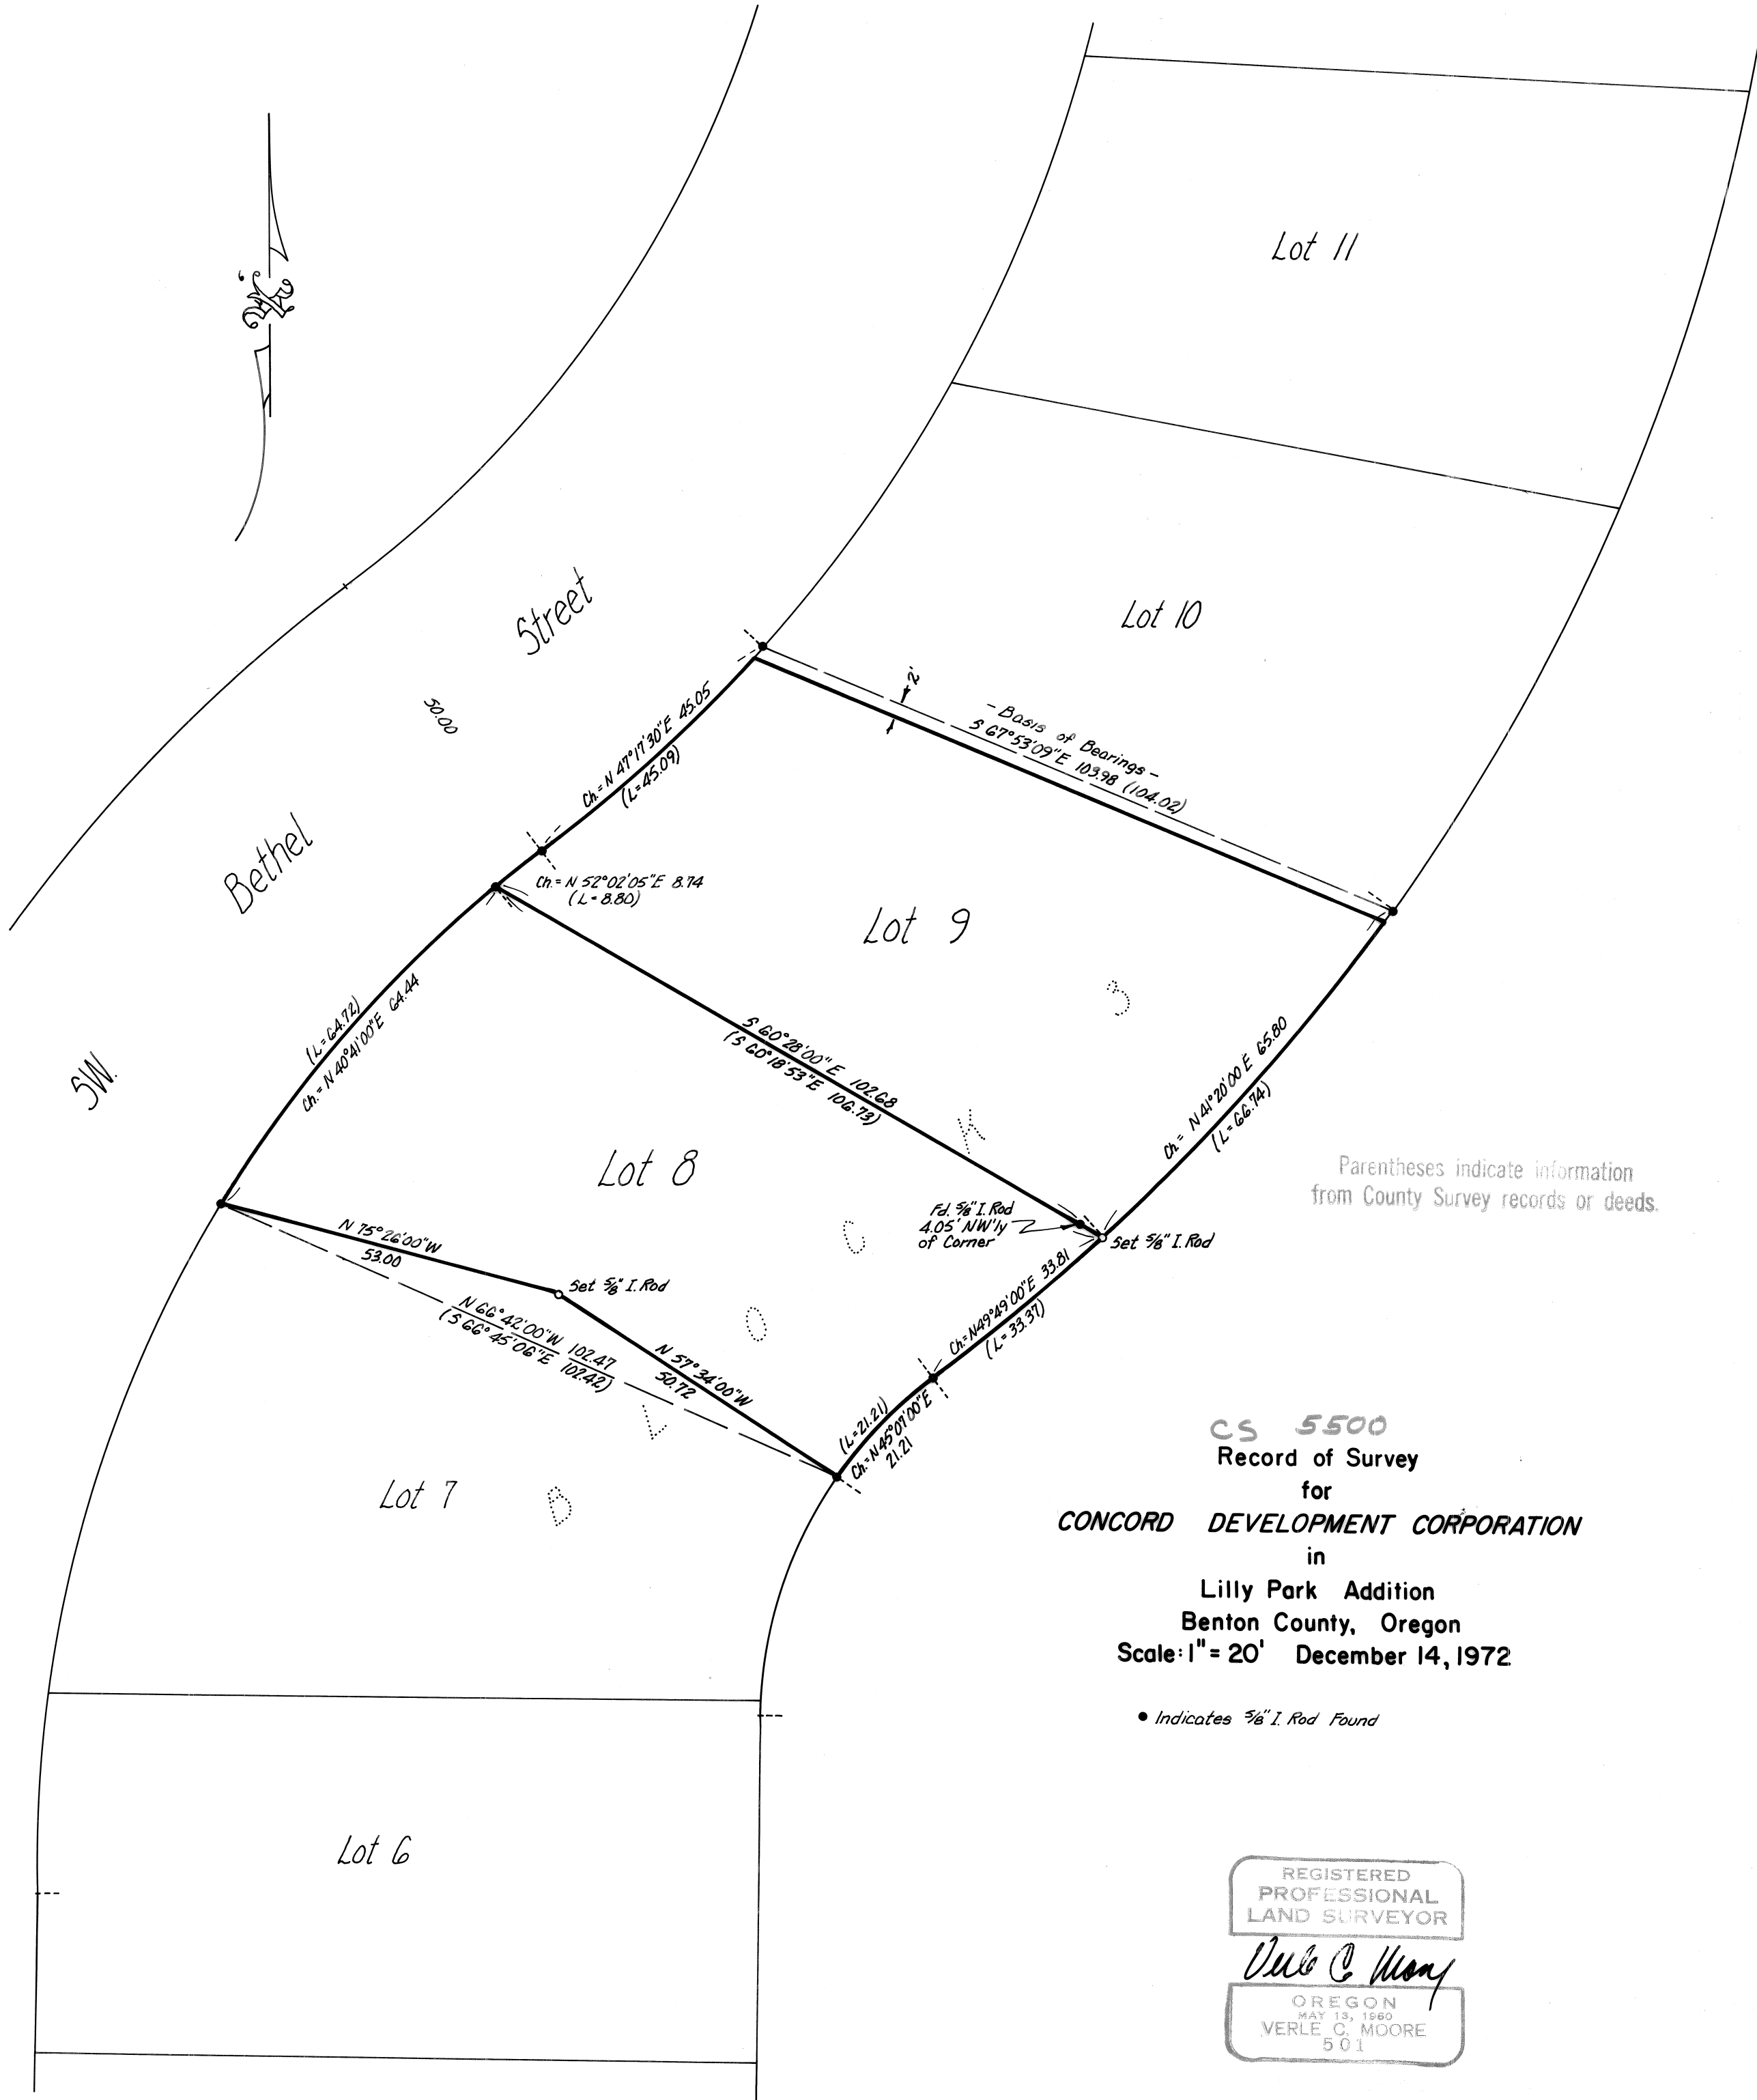 Lot 11
Lot 10
Street
50.00
Bethel
SW.
2'
- Basis of Bearings -
S 67°53'09"E 103.98 (104.02)
Ch.= N 47°17'30"E 45.05
(L=45.09)
Ch.= N 52°02'05"E 8.74
(L=8.80)
Lot 9
(L=64.72)
Ch.= N 40°41'00"E 64.44
S 60°28'00"E 102.68
(S 60°18'53"E 106.73)
Ch.= N 41°20'00"E 65.80
(L=66.74)
Lot 8
Fd. 5/8" I. Rod
4.05' NW'ly
of Corner
Set 5/8" I. Rod
Parentheses indicate information
from County Survey records or deeds.
N 75°26'00"W
53.00
Set 5/8" I. Rod
N 66°42'00"W 102.47
(S 66°45'06"E 102.42)
N 57°34'00"W
50.72
Ch.= N49°49'00"E 33.81
(L=33.37)
(L=21.21)
Ch.= N45°07'00"E
21.21
BLOCK 3
Lot 7
Lot 6
CS 5500
Record of Survey
for
CONCORD DEVELOPMENT CORPORATION
in
Lilly Park Addition
Benton County, Oregon
Scale: 1" = 20' December 14, 1972
• Indicates 5/8" I. Rod Found
REGISTERED
PROFESSIONAL
LAND SURVEYOR
Verle C. Moore
OREGON
MAY 13, 1960
VERLE C. MOORE
501